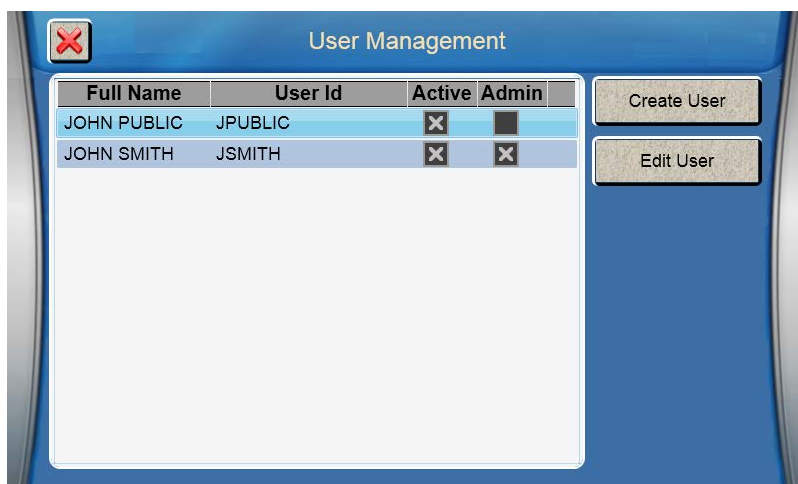 User Management
Full Name User Id Active Admin
JOHN PUBLIC JPUBLIC
JOHN SMITH JSMITH
Create User
Edit User